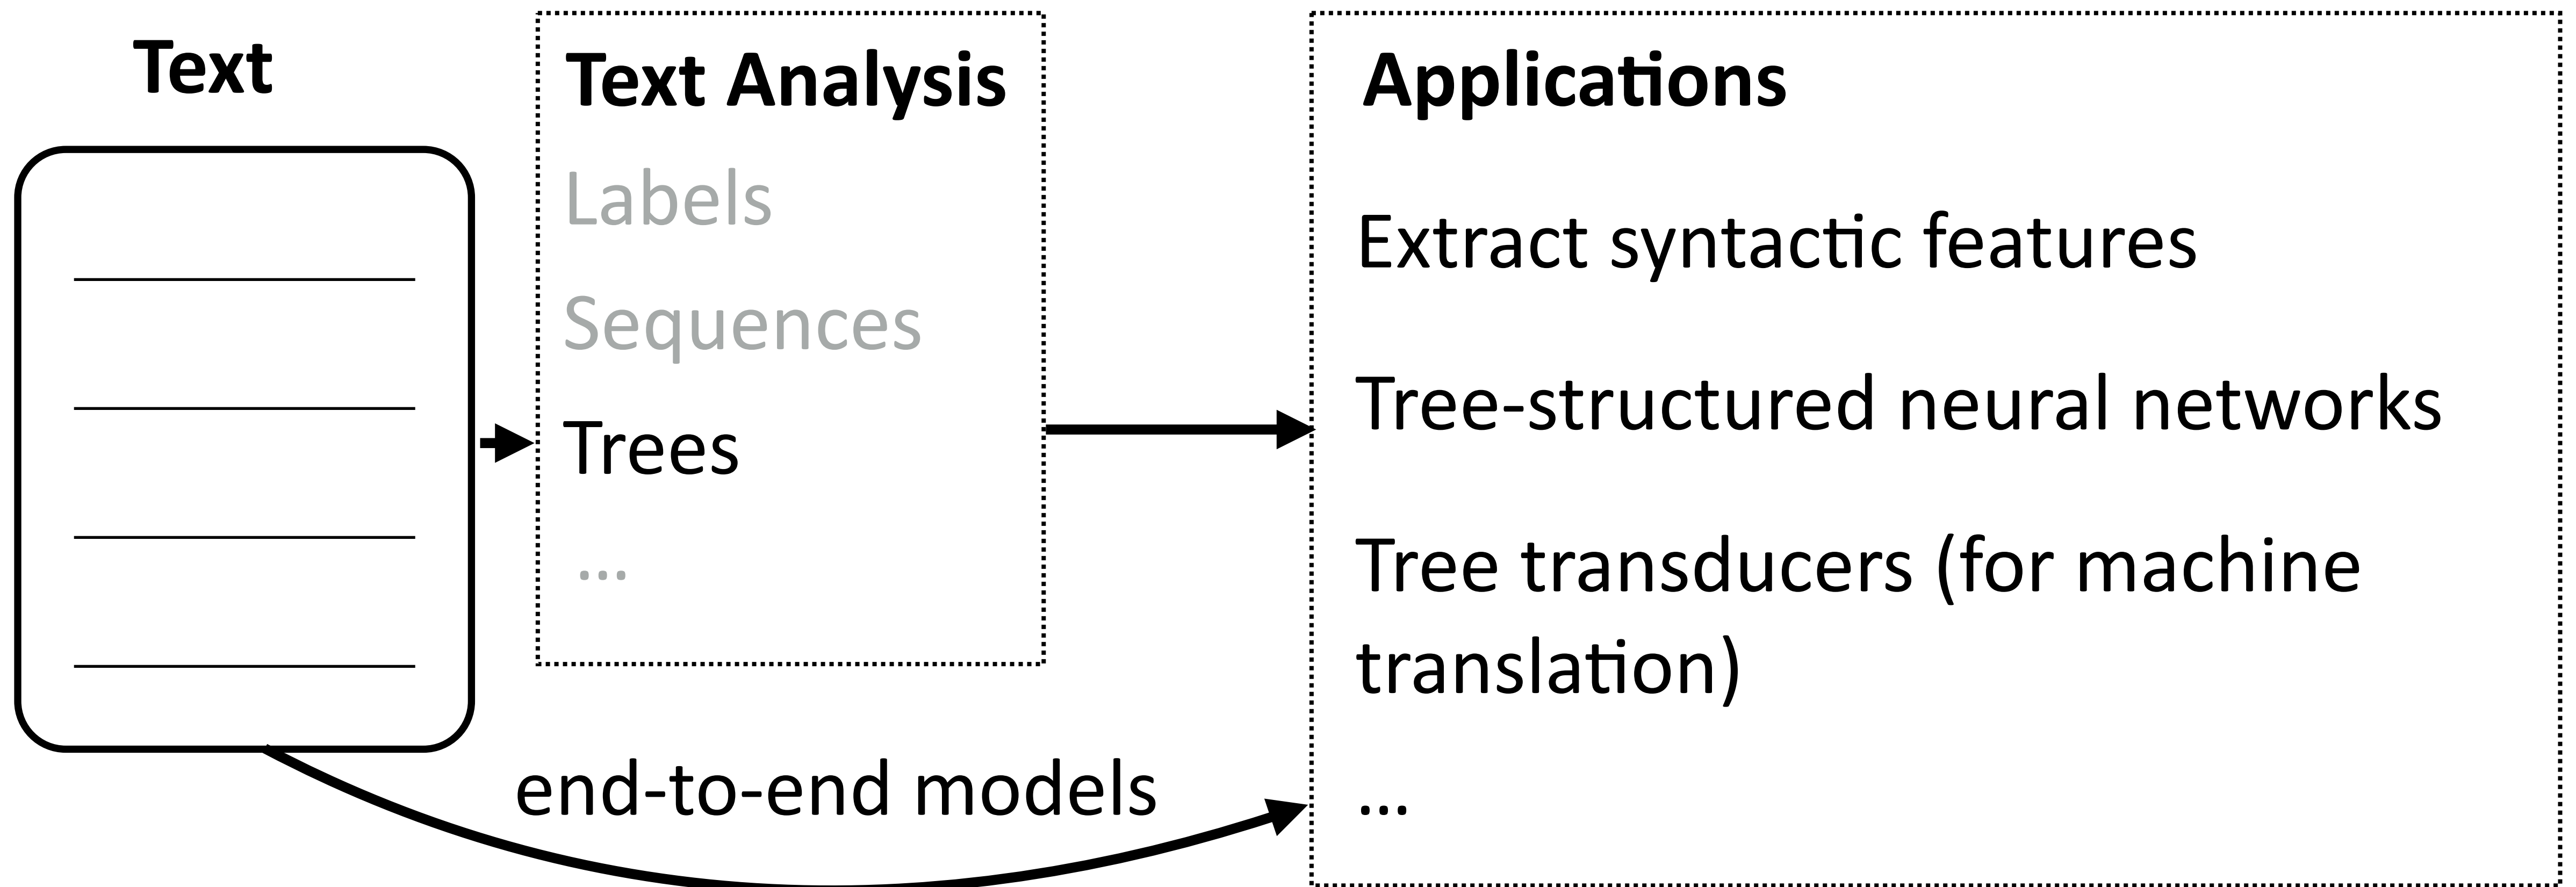 Text
Text Analysis
Labels
Sequences
Trees
...
Applications
Extract syntactic features
Tree-structured neural networks
Tree transducers (for machine
translation)
...
end-to-end models